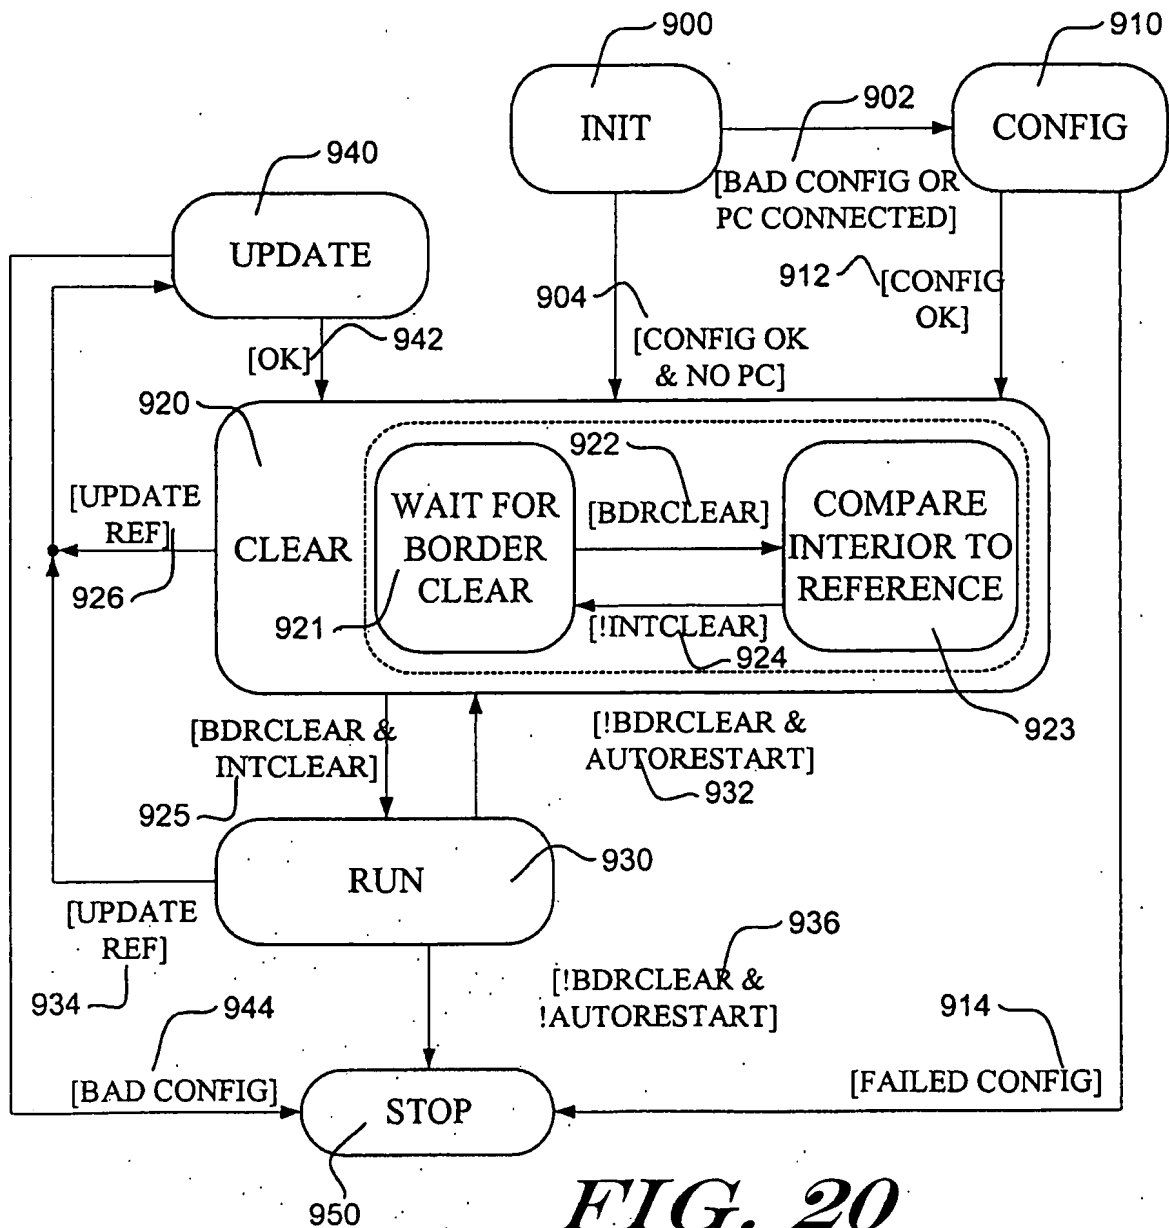 900
910
INIT
902
CONFIG
[BAD CONFIG OR
PC CONNECTED]
940
UPDATE
904
912
[CONFIG
OK]
[OK]
942
[CONFIG OK
& NO PC]
920
922
[UPDATE
REF]
926
CLEAR
WAIT FOR
BORDER
CLEAR
921
[BDRCLEAR]
COMPARE
INTERIOR TO
REFERENCE
[!INTCLEAR]
924
923
[BDRCLEAR &
INTCLEAR]
925
[!BDRCLEAR &
AUTORESTART]
932
RUN
930
[UPDATE
REF]
934
936
[!BDRCLEAR &
!AUTORESTART]
944
[BAD CONFIG]
914
[FAILED CONFIG]
STOP
950
FIG. 20